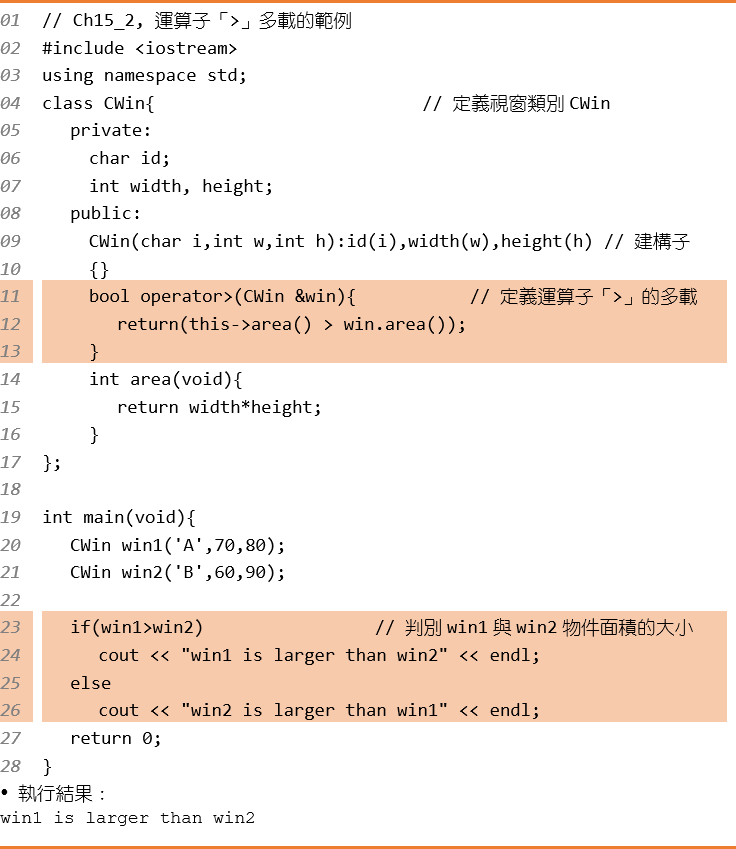 01 // Ch15_2, 運算子「>」多載的範例
02 #include <iostream>
03 using namespace std;
04 class CWin{ // 定義視窗類別 CWin
05 private:
06 char id;
07 int width, height;
08 public:
09 CWin(char i,int w,int h):id(i),width(w),height(h) // 建構子
10 {}
11 bool operator>(CWin &win){ // 定義運算子「>」的多載
12 return(this->area() > win.area());
13 }
14 int area(void){
15 return width*height;
16 }
17 };
18
19 int main(void){
20 CWin win1('A',70,80);
21 CWin win2('B',60,90);
22
23 if(win1>win2) // 判別 win1 與 win2 物件面積的大小
24 cout << "win1 is larger than win2" << endl;
25 else
26 cout << "win2 is larger than win1" << endl;
27 return 0;
28 }
• 執行結果：
win1 is larger than win2